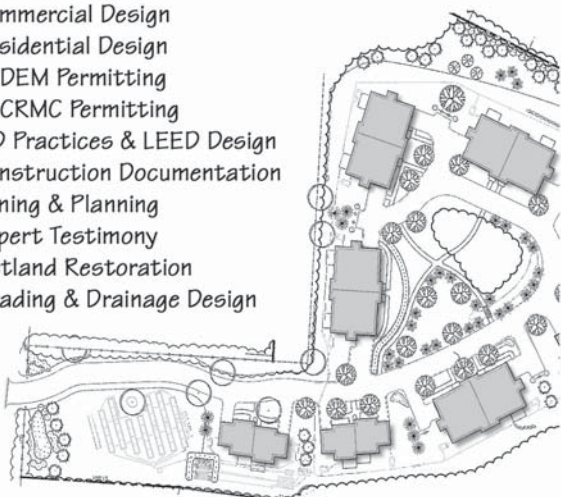 mmercial Design
sidential Design
DEM Permitting
CRMC Permitting
Practices & LEED Design
nstruction Documentation
ning & Planning
pert Testimony
tland Restoration
ading & Drainage Design